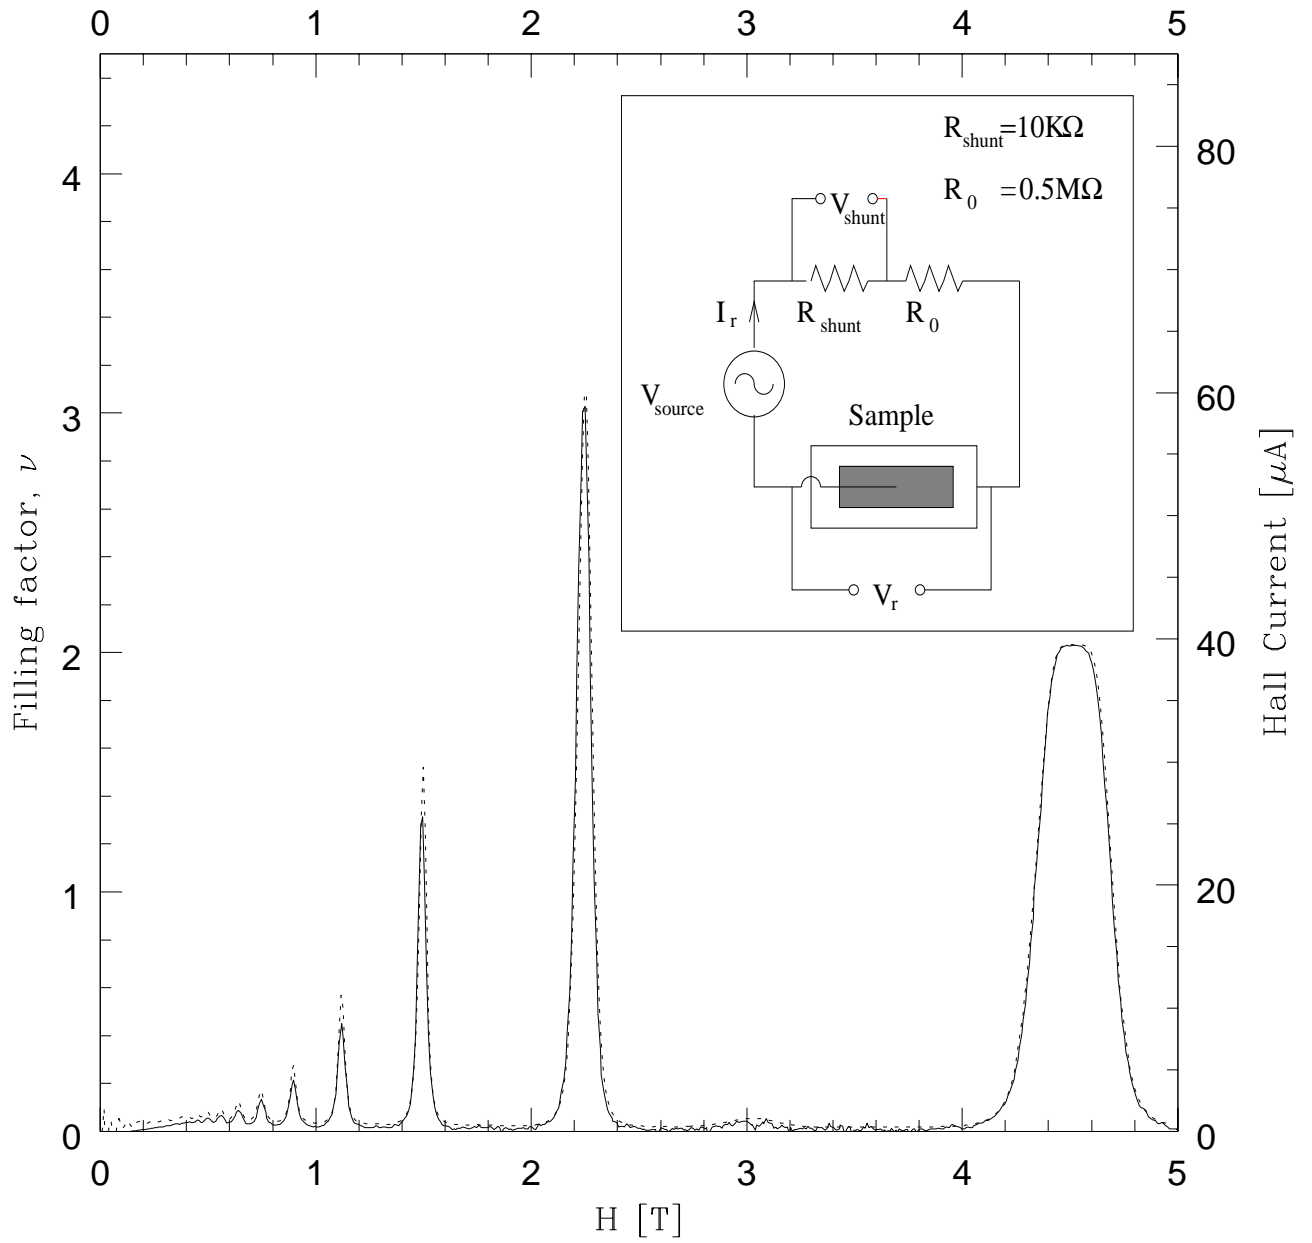 0 1 2 3 4 5
R_shunt=10KΩ
R_0 =0.5MΩ
V_shunt
I_r R_shunt R_0
V_source
Sample
V_r
4
3
2
1
0
Filling factor, ν
80
60
40
20
0
Hall Current [μA]
0 1 2 3 4 5
H [T]